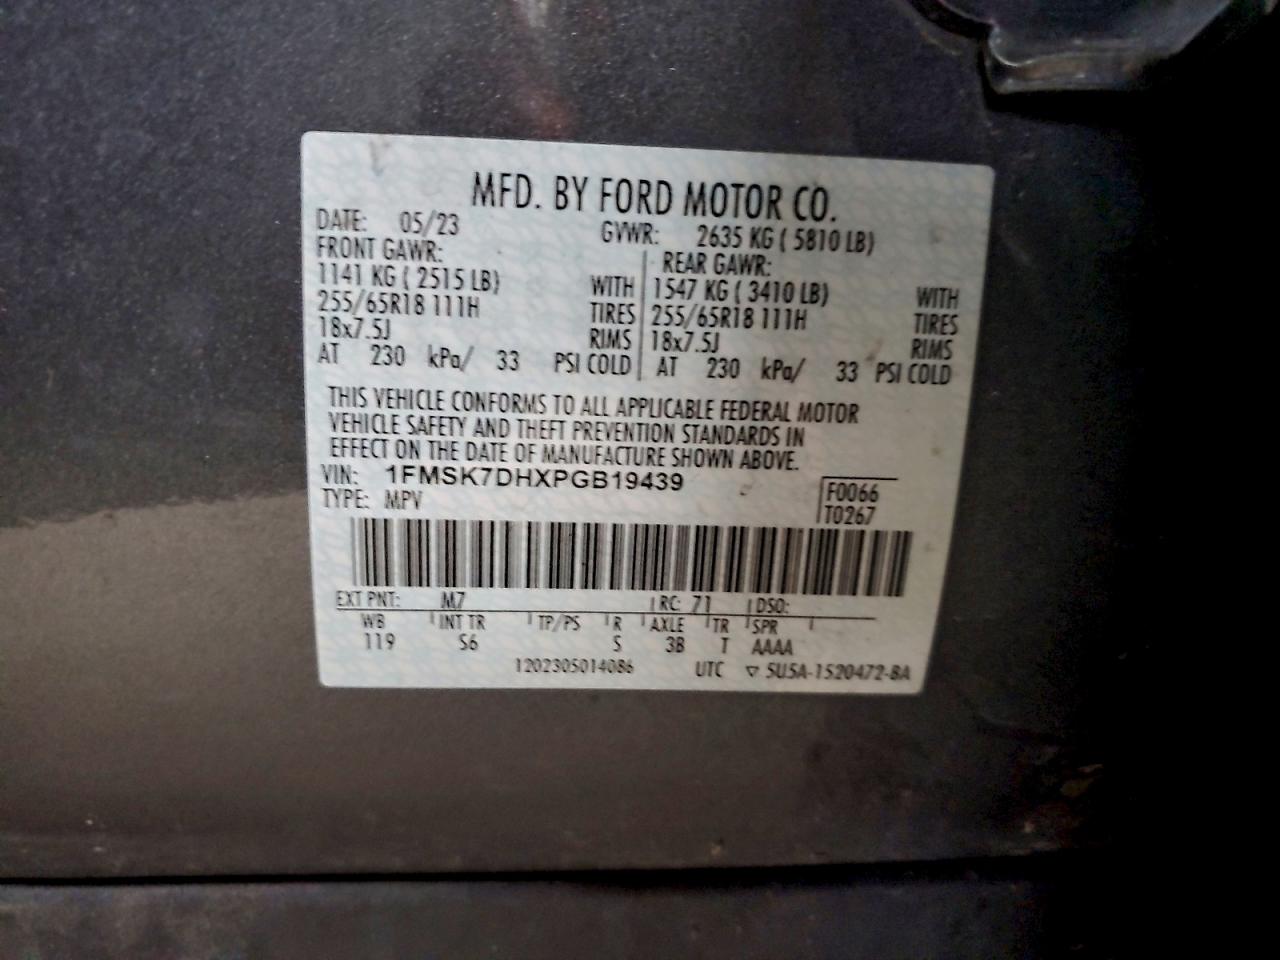 MFD. BY FORD MOTOR CO.
DATE: 05/23 GVWR: 2635 KG ( 5810 LB)
FRONT GAWR: REAR GAWR:
1141 KG ( 2515 LB) WITH 1547 KG ( 3410 LB) WITH
255/65R18 111H TIRES 255/65R18 111H TIRES
18x7.5J RIMS 18x7.5J RIMS
AT 230 kPa/ 33 PSI COLD AT 230 kPa/ 33 PSI COLD
THIS VEHICLE CONFORMS TO ALL APPLICABLE FEDERAL MOTOR
VEHICLE SAFETY AND THEFT PREVENTION STANDARDS IN
EFFECT ON THE DATE OF MANUFACTURE SHOWN ABOVE.
VIN: 1FMSK7DHXPGB19439
TYPE: MPV
F0066
T0267
EXT PNT: M7 RC: 71 DSO:
WB INT TR TP/PS R AXLE TR SPR
119 S6 S 3B T AAAA
1202305014086 UTC ▽ 5U5A-1520472-BA